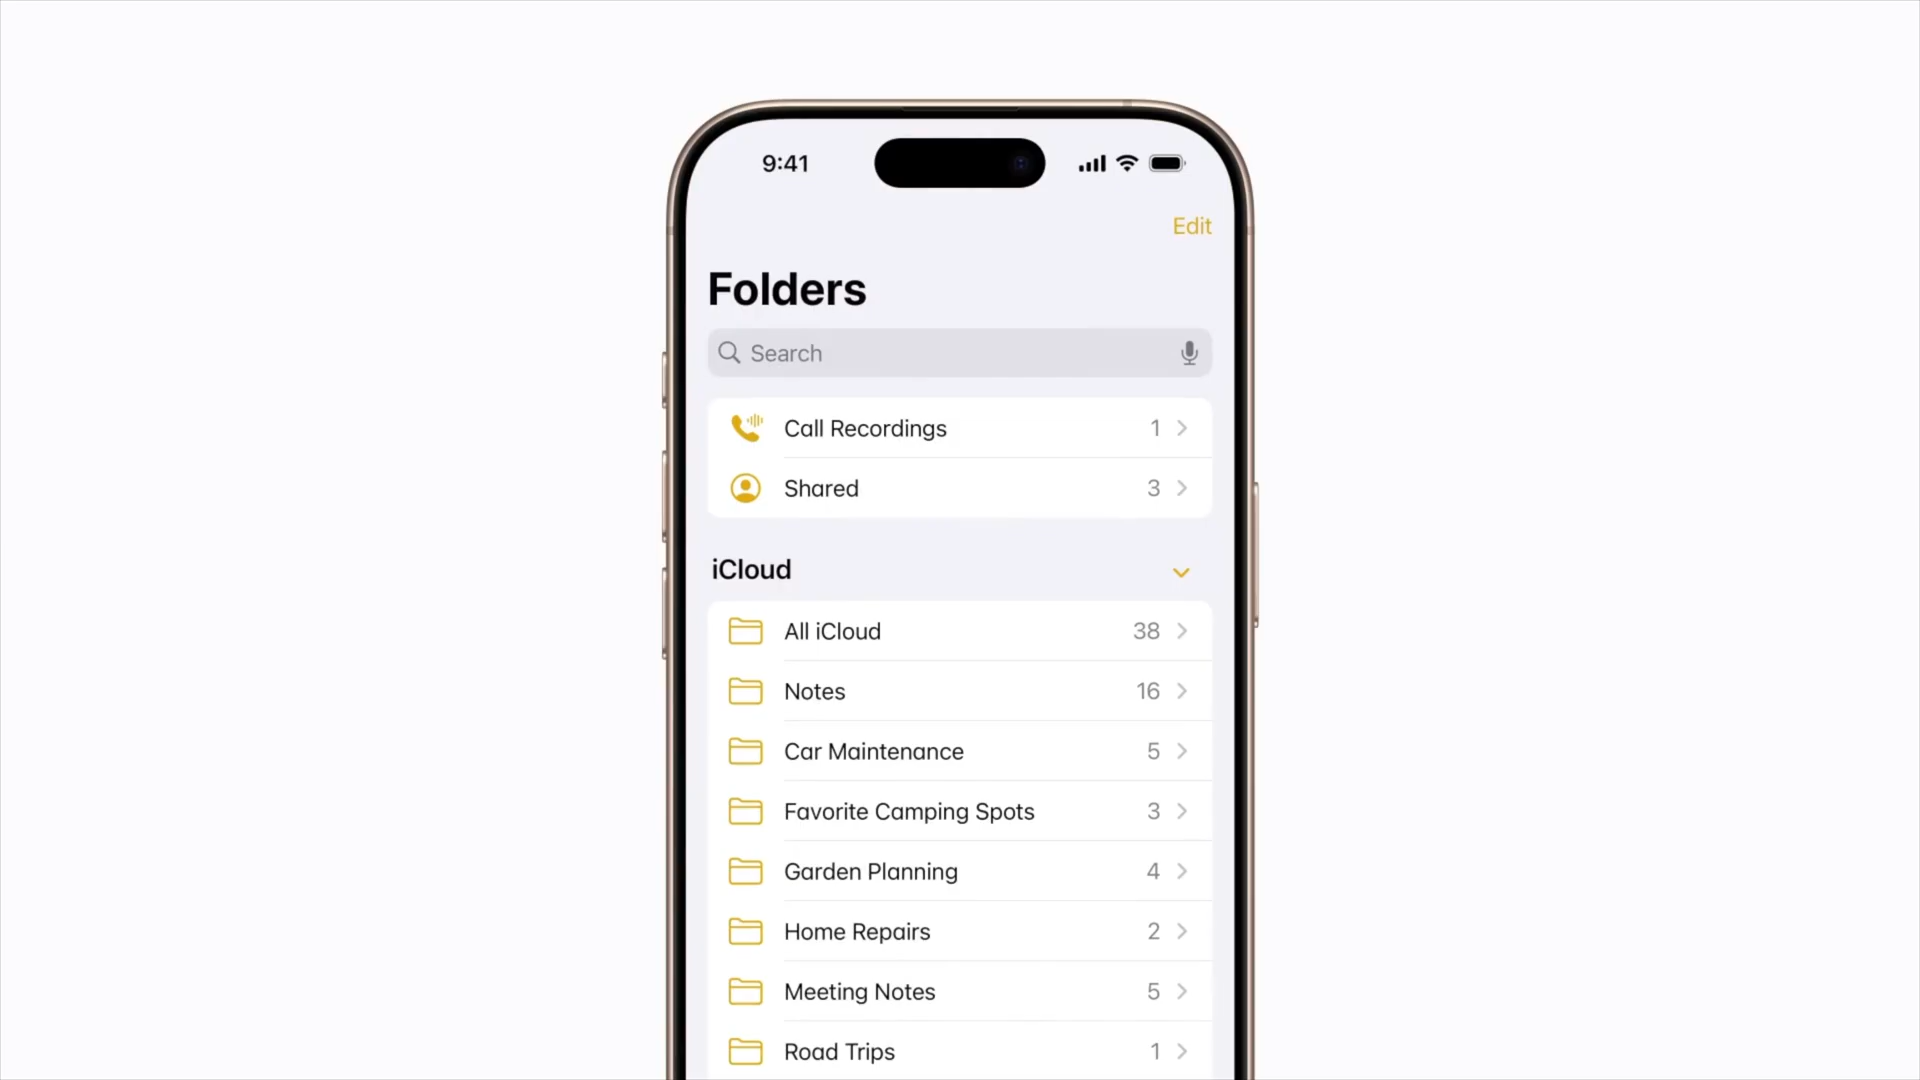 9:41
Edit
Folders
Search
Call Recordings 1
Shared 3
iCloud
All iCloud 38
Notes 16
Car Maintenance 5
Favorite Camping Spots 3
Garden Planning 4
Home Repairs 2
Meeting Notes 5
Road Trips 1